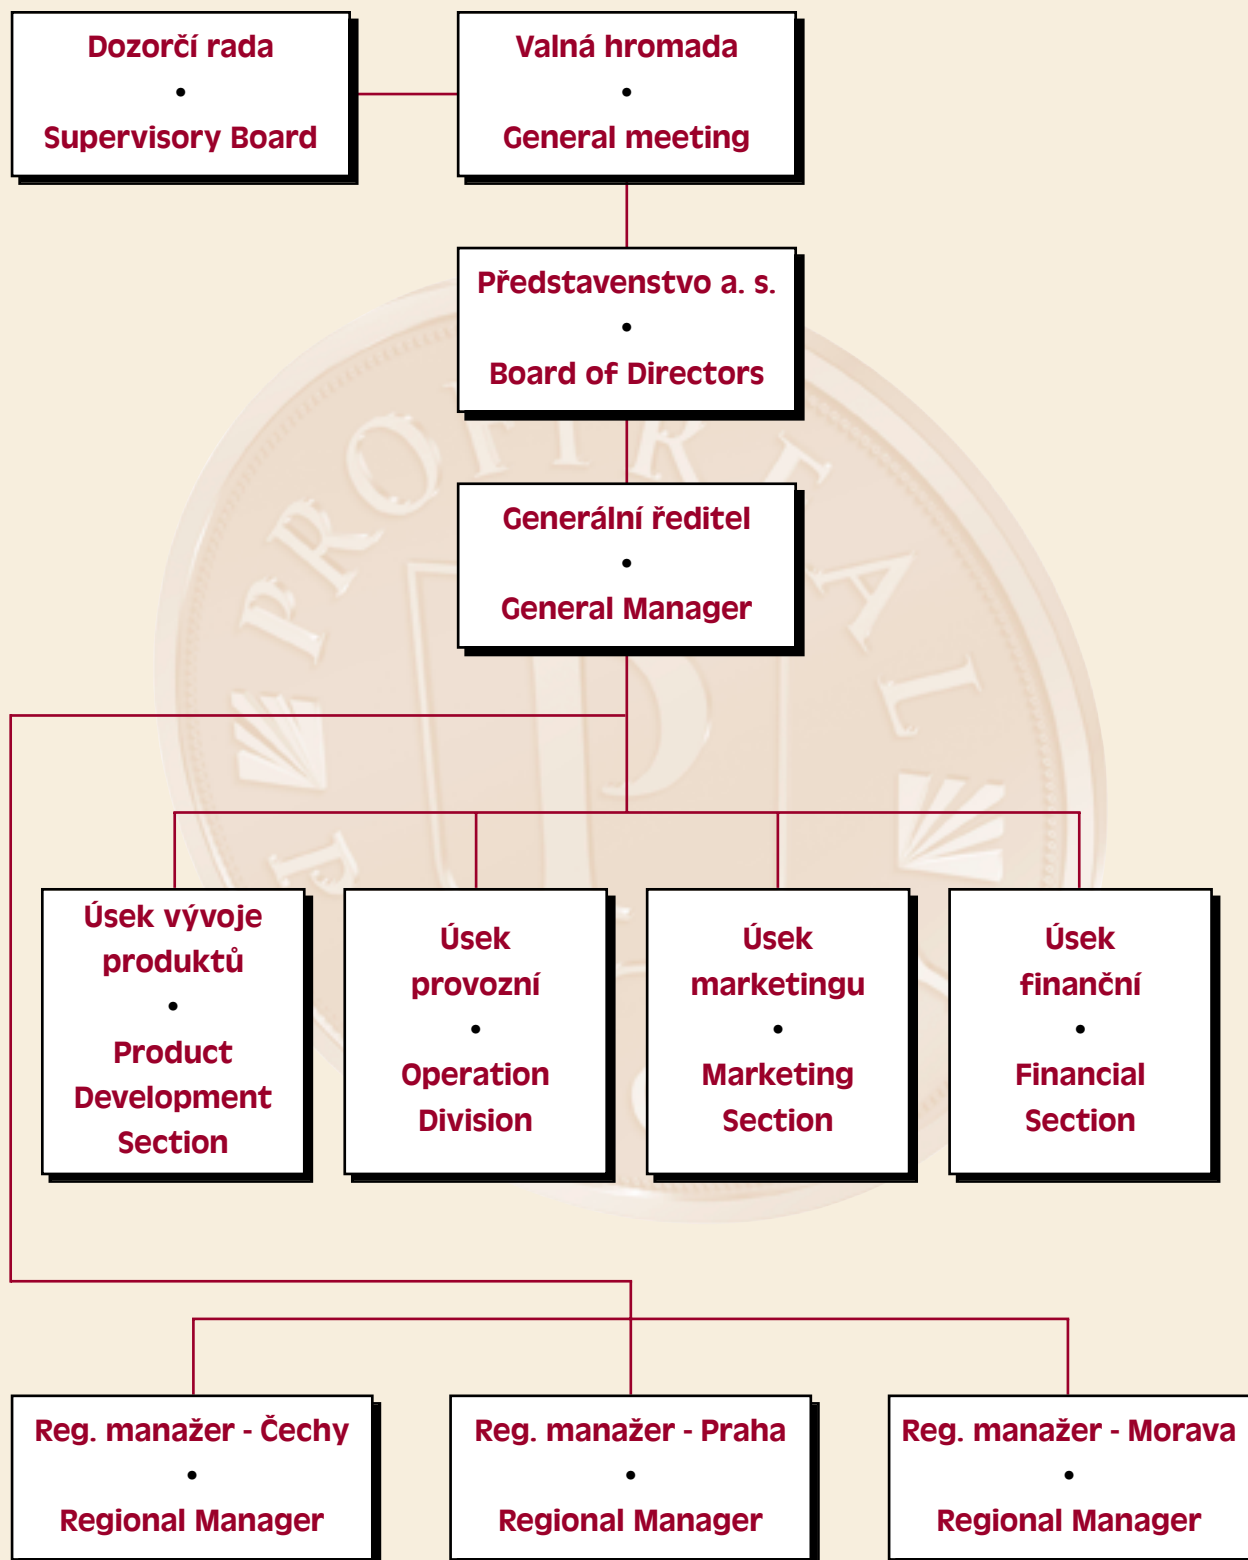 Dozorčí rada
•
Supervisory Board
Valná hromada
•
General meeting
Představenstvo a. s.
•
Board of Directors
Generální ředitel
•
General Manager
PROFIREAL
Úsek vývoje
produktů
•
Product
Development
Section
Úsek
provozní
•
Operation
Division
Úsek
marketingu
•
Marketing
Section
Úsek
finanční
•
Financial
Section
Reg. manažer - Čechy
•
Regional Manager
Reg. manažer - Praha
•
Regional Manager
Reg. manažer - Morava
•
Regional Manager